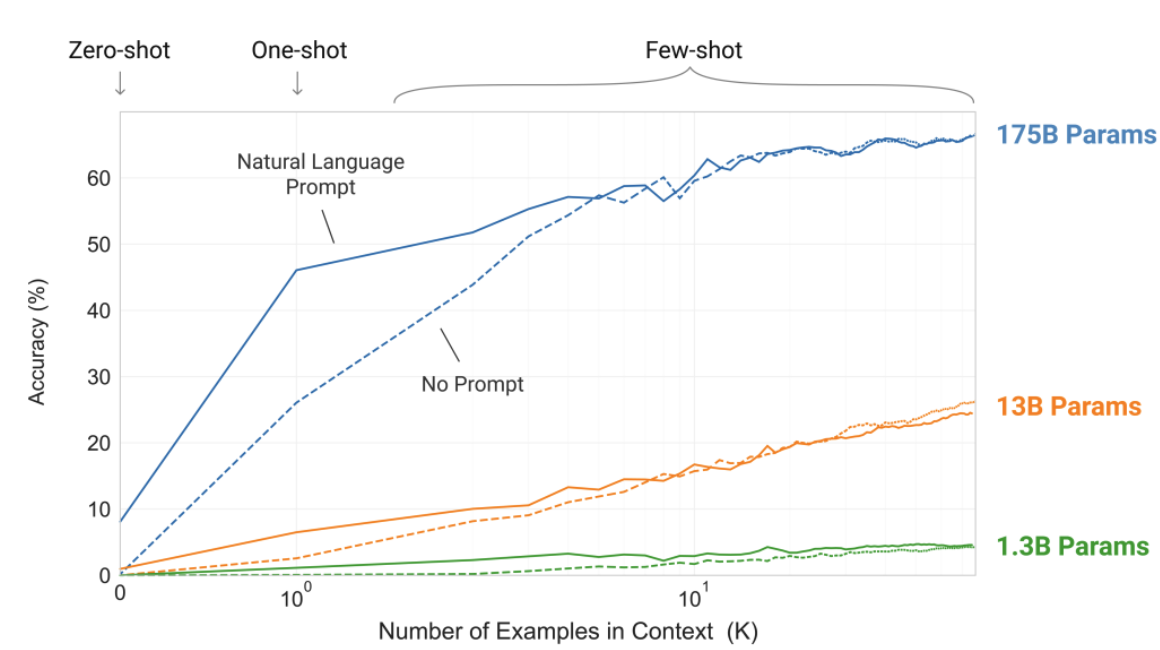 Zero-shot
One-shot
Few-shot
175B Params
Natural Language
Prompt
60
50
40
30
20
10
0
Accuracy (%)
No Prompt
13B Params
1.3B Params
0
10⁰
10¹
Number of Examples in Context (K)